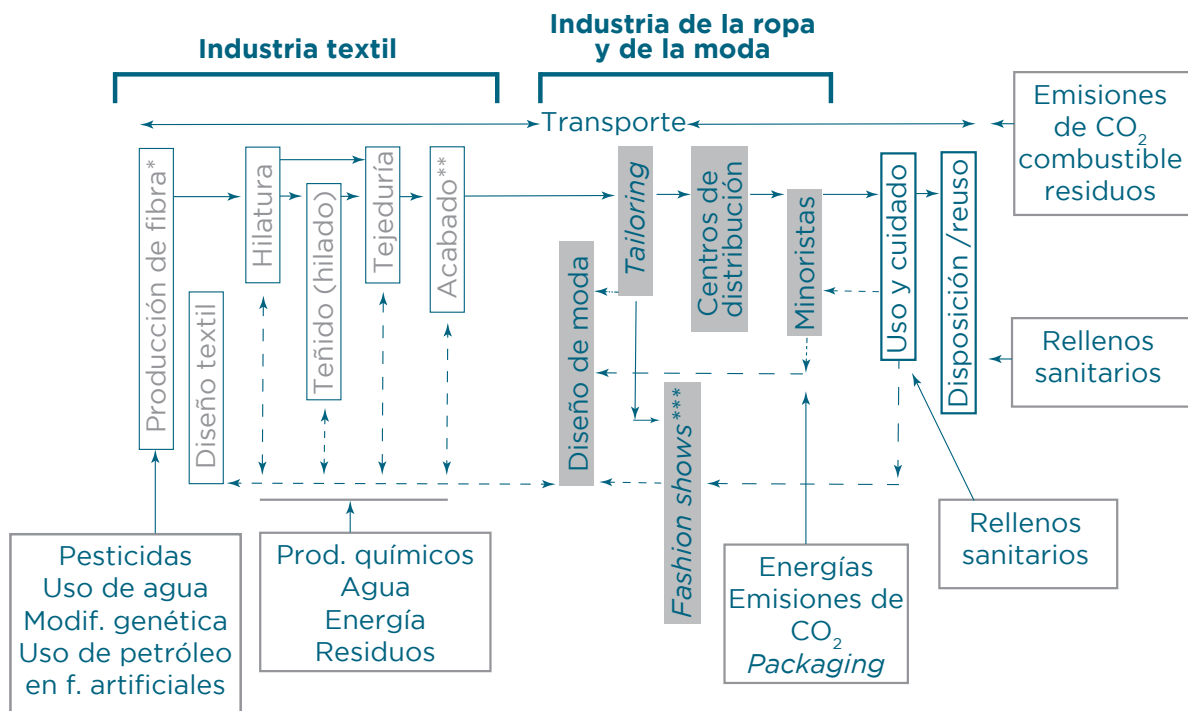 Industria textil
Industria de la ropa
y de la moda
Transporte
Emisiones
de CO₂
combustible
residuos
Producción de fibra*
Diseño textil
Hilatura
Teñido (hilado)
Tejeduría
Acabado**
Diseño de moda
Tailoring
Fashion shows***
Centros de
distribución
Minoristas
Uso y cuidado
Disposición /reuso
Rellenos
sanitarios
Rellenos
sanitarios
Pesticidas
Uso de agua
Modif. genética
Uso de petróleo
en f. artificiales
Prod. químicos
Agua
Energía
Residuos
Energías
Emisiones de
CO₂
Packaging